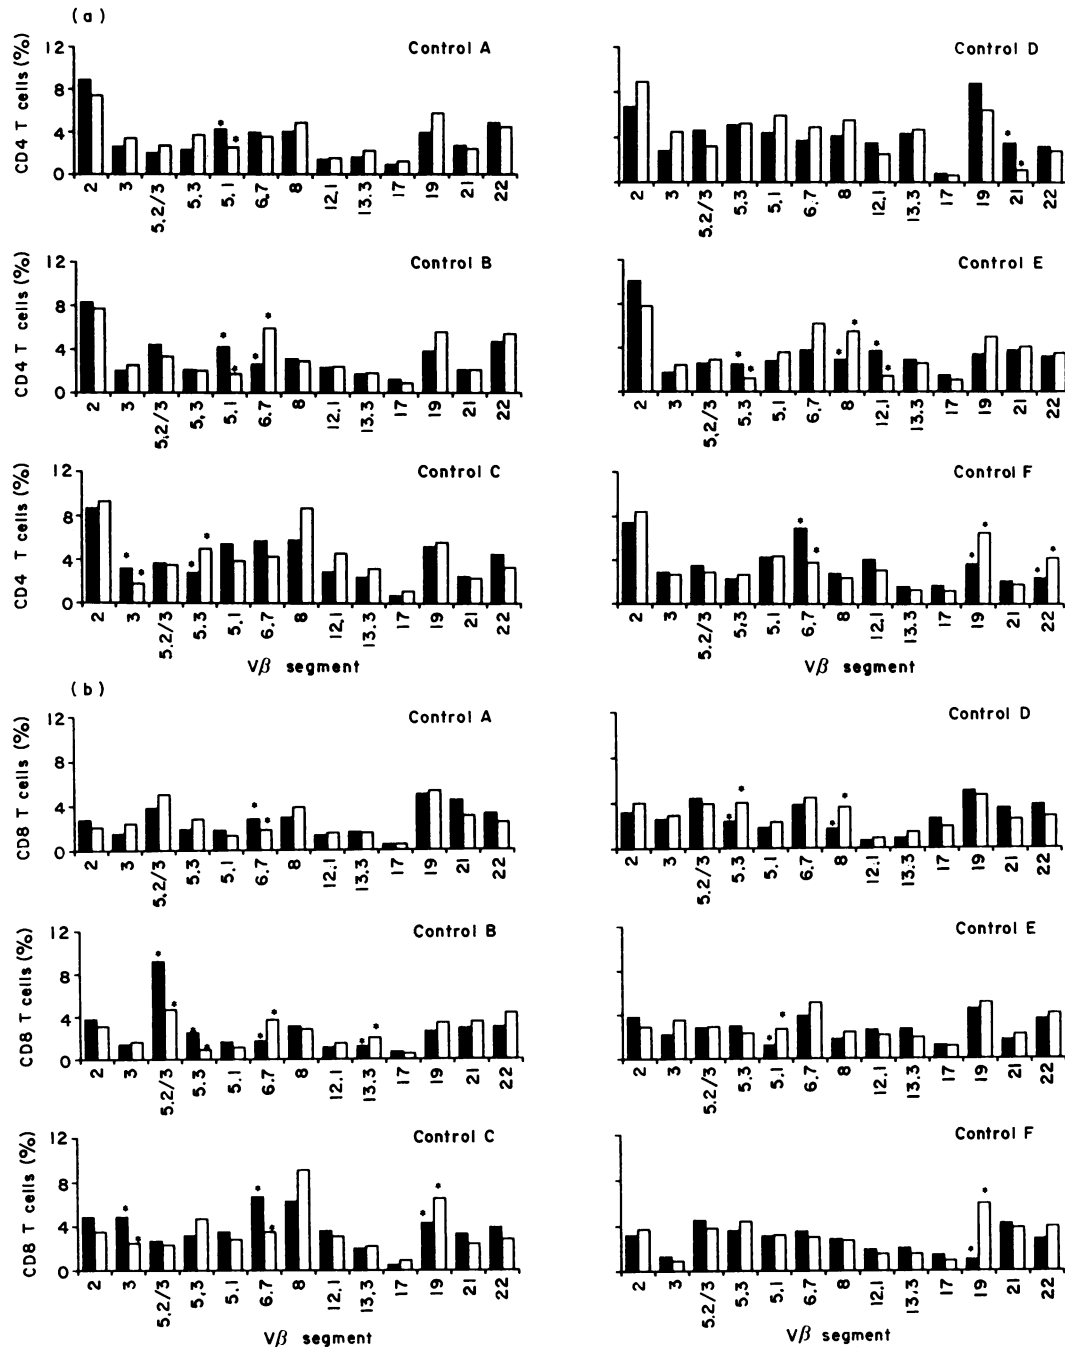 (a)
Control A
CD4 T cells (%)
12
8
4
0
2 3 5.2/3 5.3 5.1 6.7 8 12.1 13.3 17 19 21 22
Control D
2 3 5.2/3 5.3 5.1 6.7 8 12.1 13.3 17 19 21 22
Control B
CD4 T cells (%)
12
8
4
0
2 3 5.2/3 5.3 5.1 6.7 8 12.1 13.3 17 19 21 22
Control E
2 3 5.2/3 5.3 5.1 6.7 8 12.1 13.3 17 19 21 22
Control C
CD4 T cells (%)
12
8
4
0
2 3 5.2/3 5.3 5.1 6.7 8 12.1 13.3 17 19 21 22
Vβ segment
Control F
2 3 5.2/3 5.3 5.1 6.7 8 12.1 13.3 17 19 21 22
Vβ segment
(b)
Control A
CD8 T cells (%)
12
8
4
0
2 3 5.2/3 5.3 5.1 6.7 8 12.1 13.3 17 19 21 22
Control D
2 3 5.2/3 5.3 5.1 6.7 8 12.1 13.3 17 19 21 22
Control B
CD8 T cells (%)
12
8
4
0
2 3 5.2/3 5.3 5.1 6.7 8 12.1 13.3 17 19 21 22
Control E
2 3 5.2/3 5.3 5.1 6.7 8 12.1 13.3 17 19 21 22
Control C
CD8 T cells (%)
12
8
4
0
2 3 5.2/3 5.3 5.1 6.7 8 12.1 13.3 17 19 21 22
Vβ segment
Control F
2 3 5.2/3 5.3 5.1 6.7 8 12.1 13.3 17 19 21 22
Vβ segment